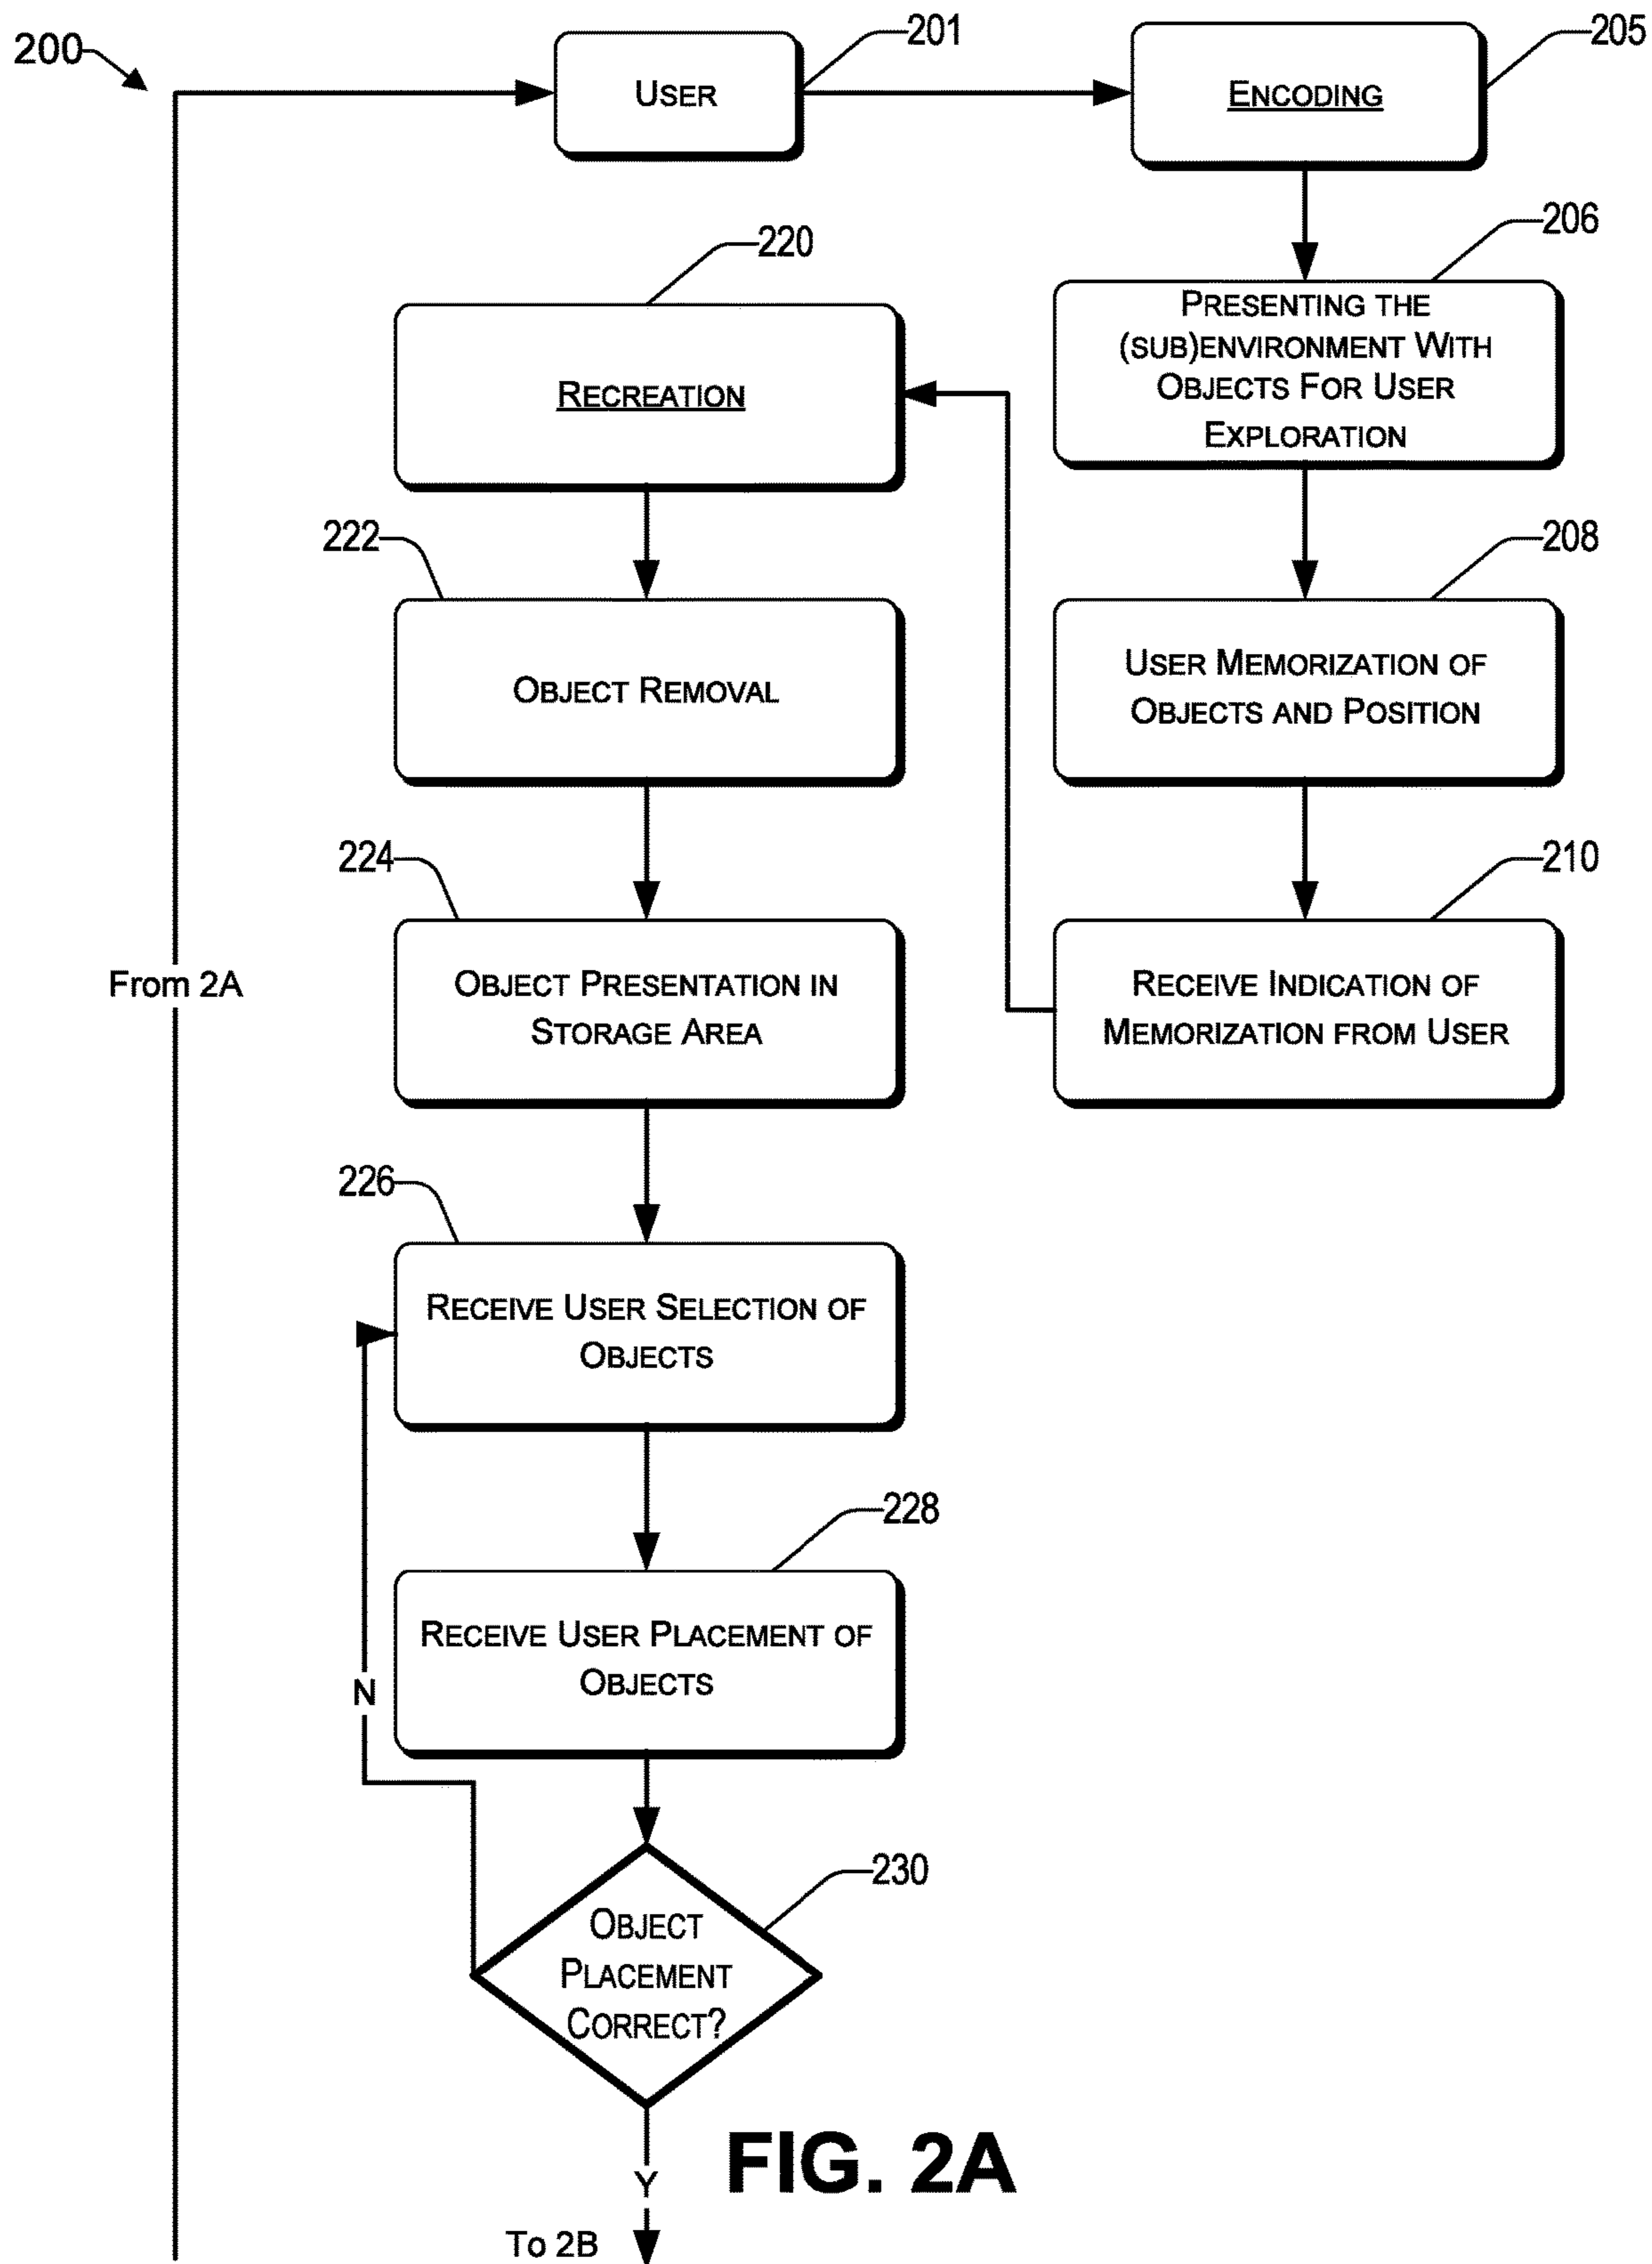 200
USER
201
ENCODING
205
206
PRESENTING THE
(SUB)ENVIRONMENT WITH
OBJECTS FOR USER
EXPLORATION
220
RECREATION
222
OBJECT REMOVAL
208
USER MEMORIZATION OF
OBJECTS AND POSITION
224
OBJECT PRESENTATION IN
STORAGE AREA
210
RECEIVE INDICATION OF
MEMORIZATION FROM USER
From 2A
226
RECEIVE USER SELECTION OF
OBJECTS
228
RECEIVE USER PLACEMENT OF
OBJECTS
N
230
OBJECT
PLACEMENT
CORRECT?
Y
To 2B
FIG. 2A